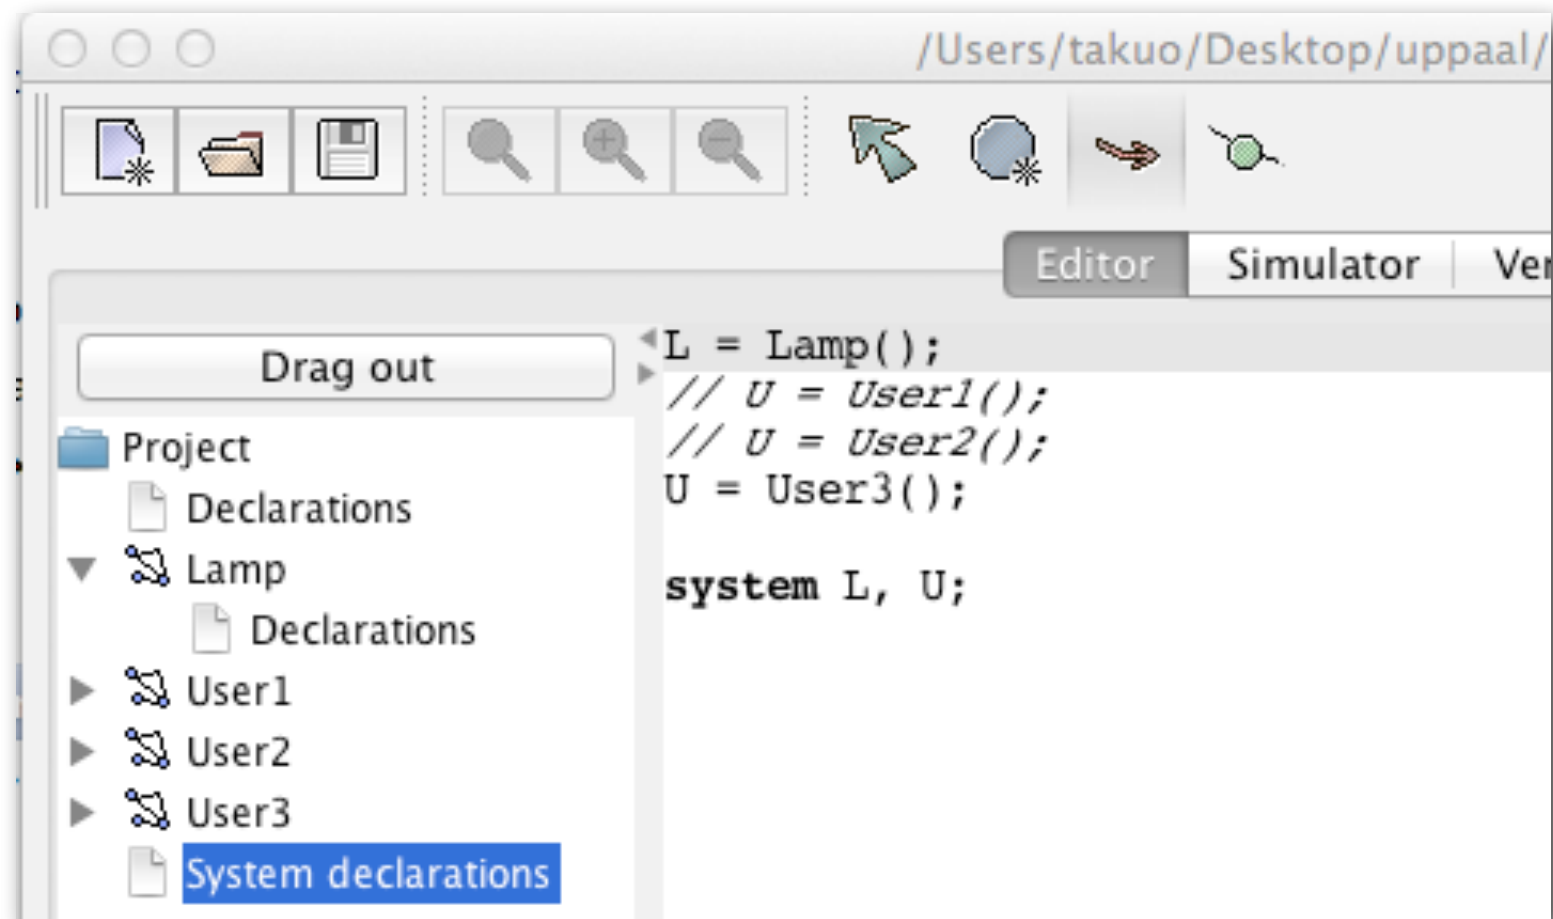 /Users/takuo/Desktop/uppaal/
Editor Simulator
Drag out
Project
Declarations
Lamp
Declarations
User1
User2
User3
System declarations
L = Lamp();
// U = User1();
// U = User2();
U = User3();
system L, U;